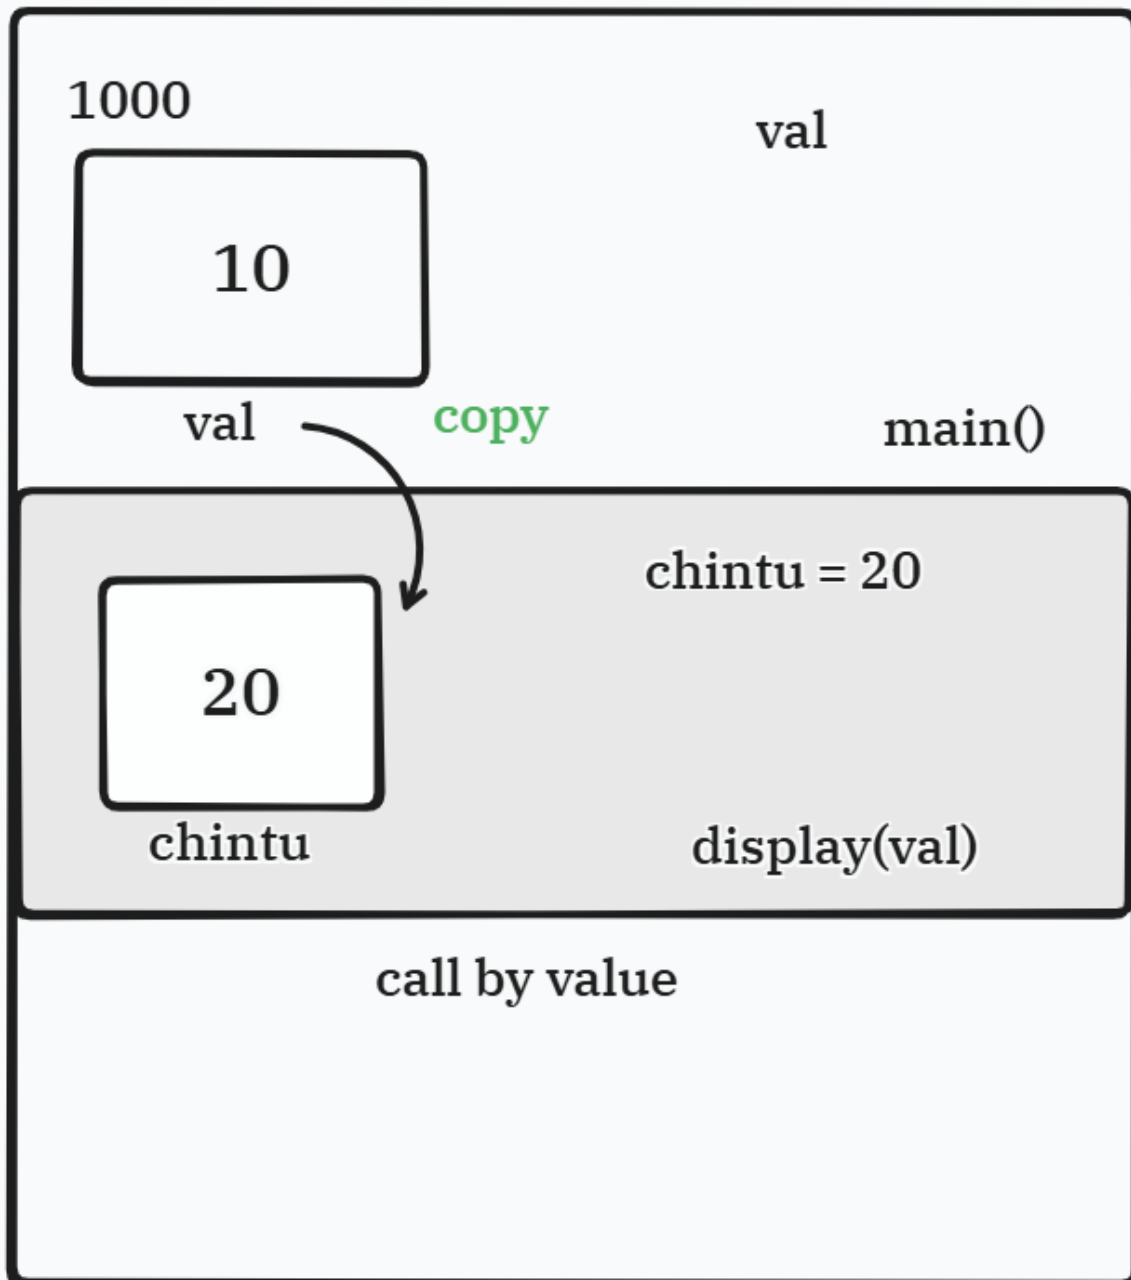 1000
val
10
val
copy
main()
chintu = 20
20
chintu
display(val)
call by value